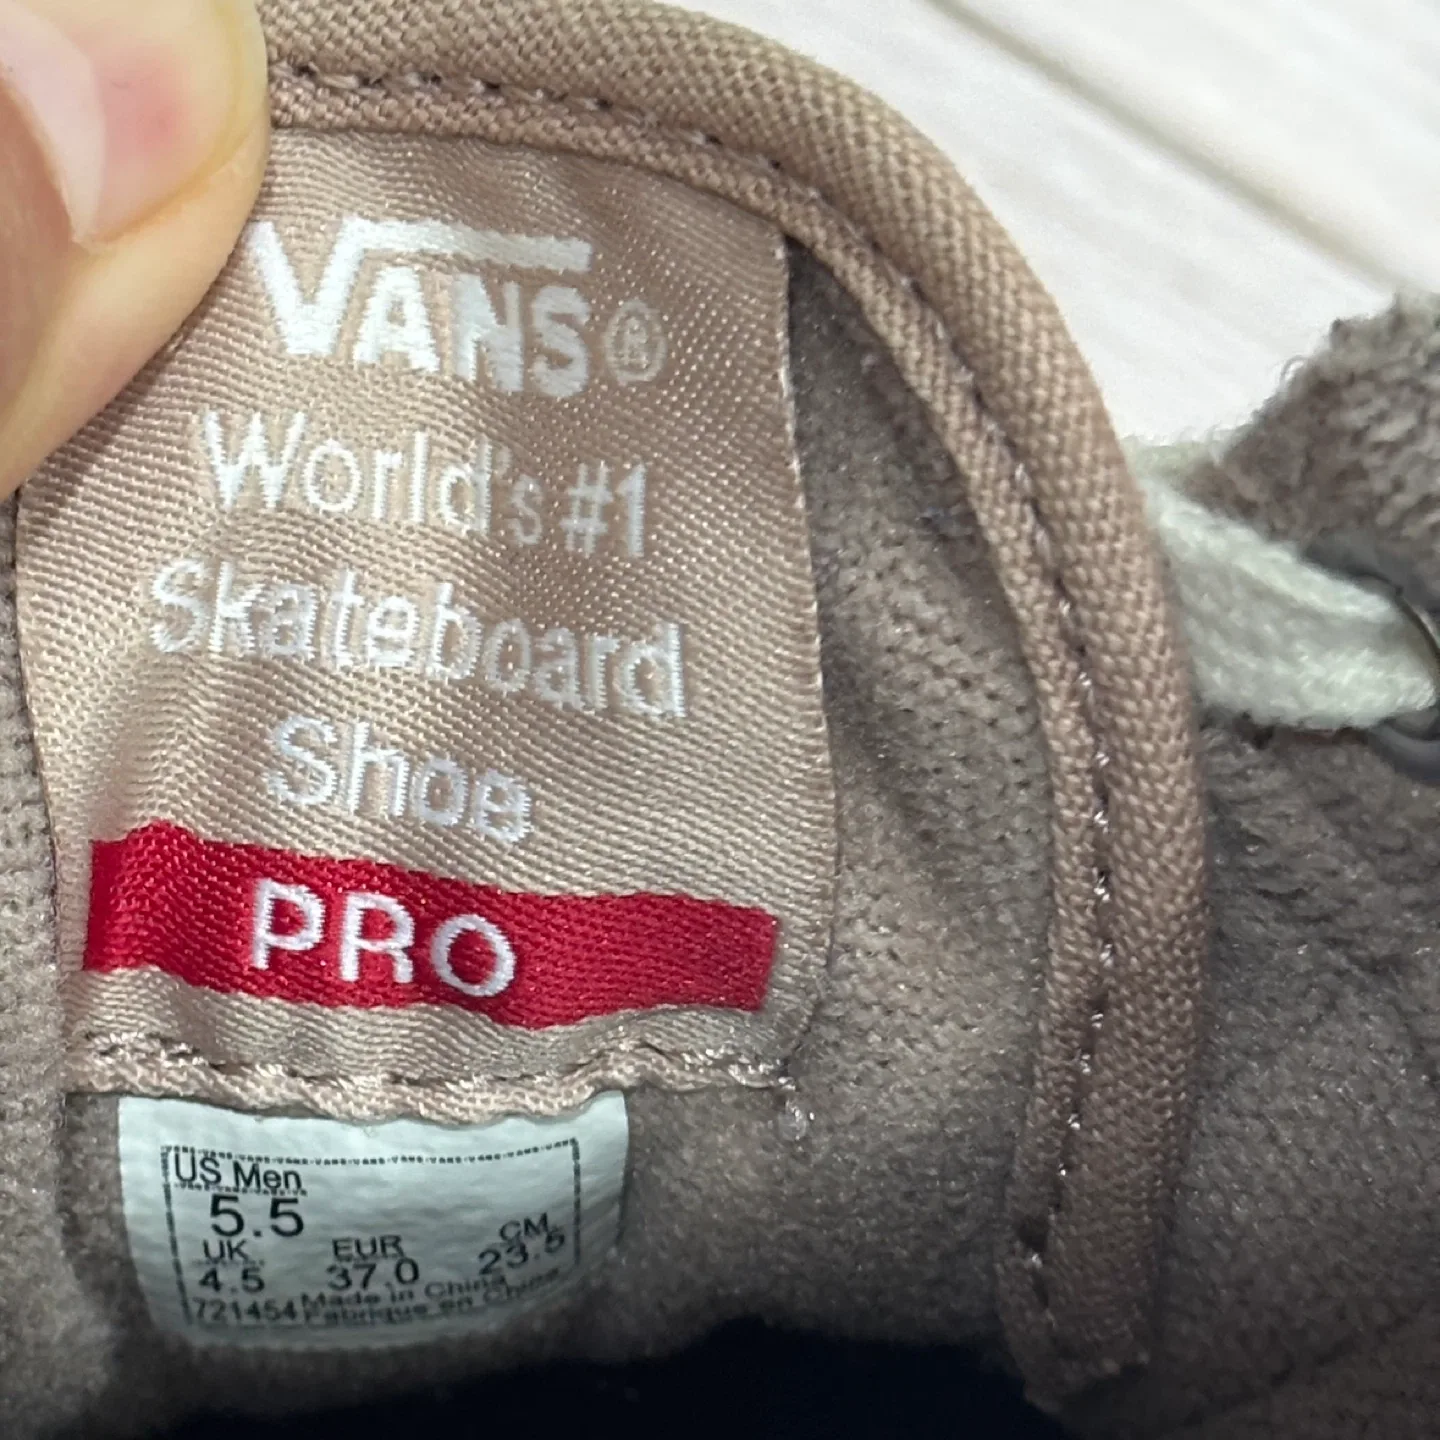 VANS®
World's #1
Skateboard
Shoe
PRO
US Men
5.5
UK EUR CM
4.5 37.0 23.5
721454 Made in China
Fabrique en Chine